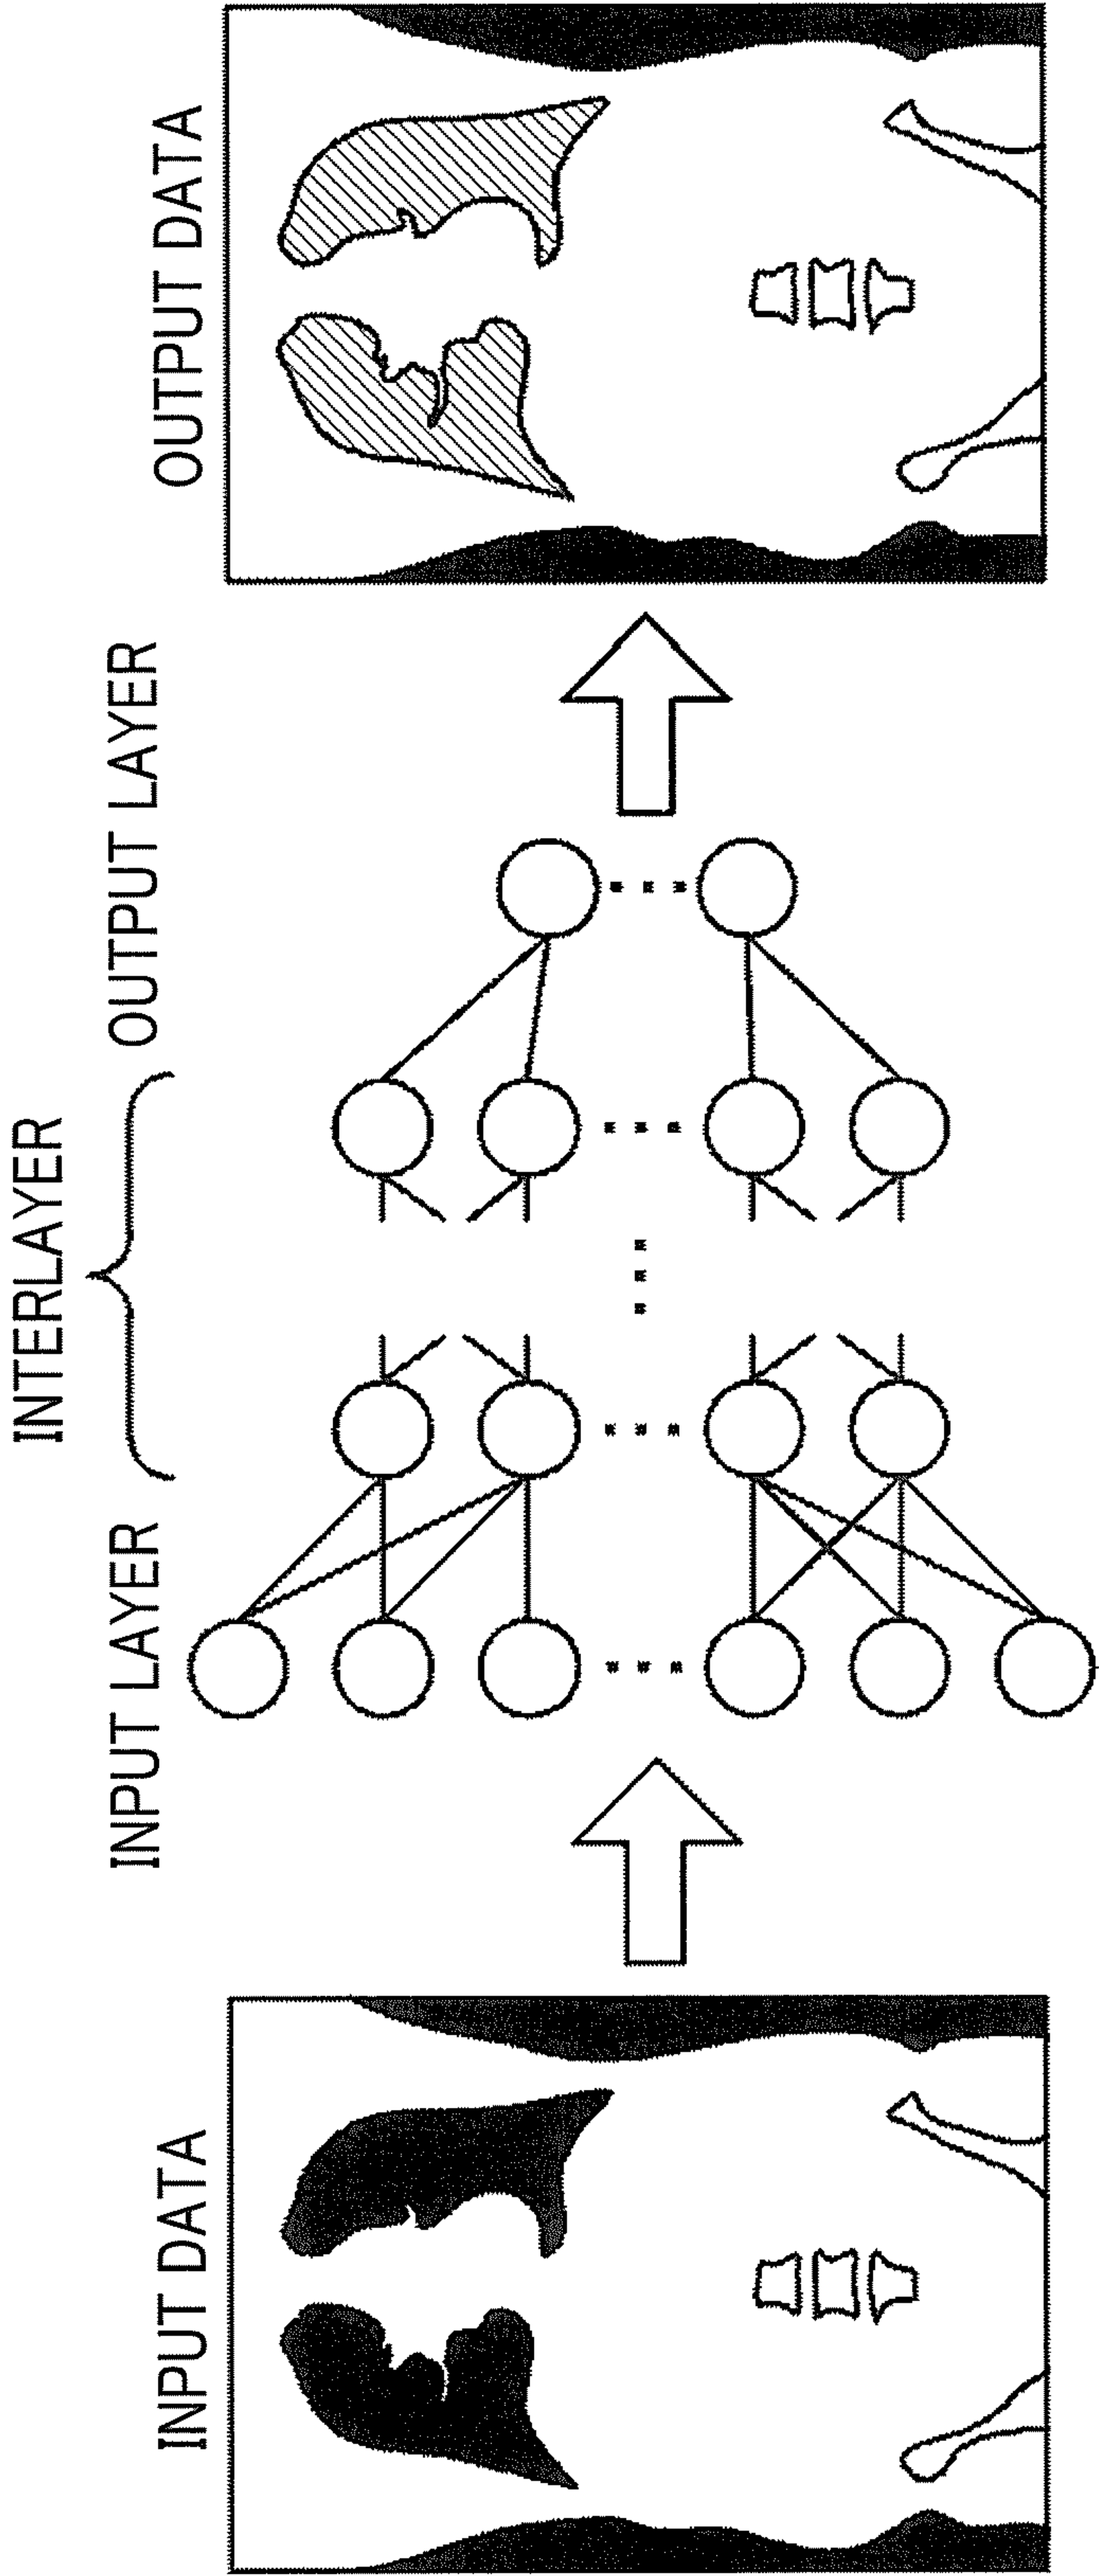 INPUT DATA
INPUT LAYER
INTERLAYER
OUTPUT LAYER
OUTPUT DATA